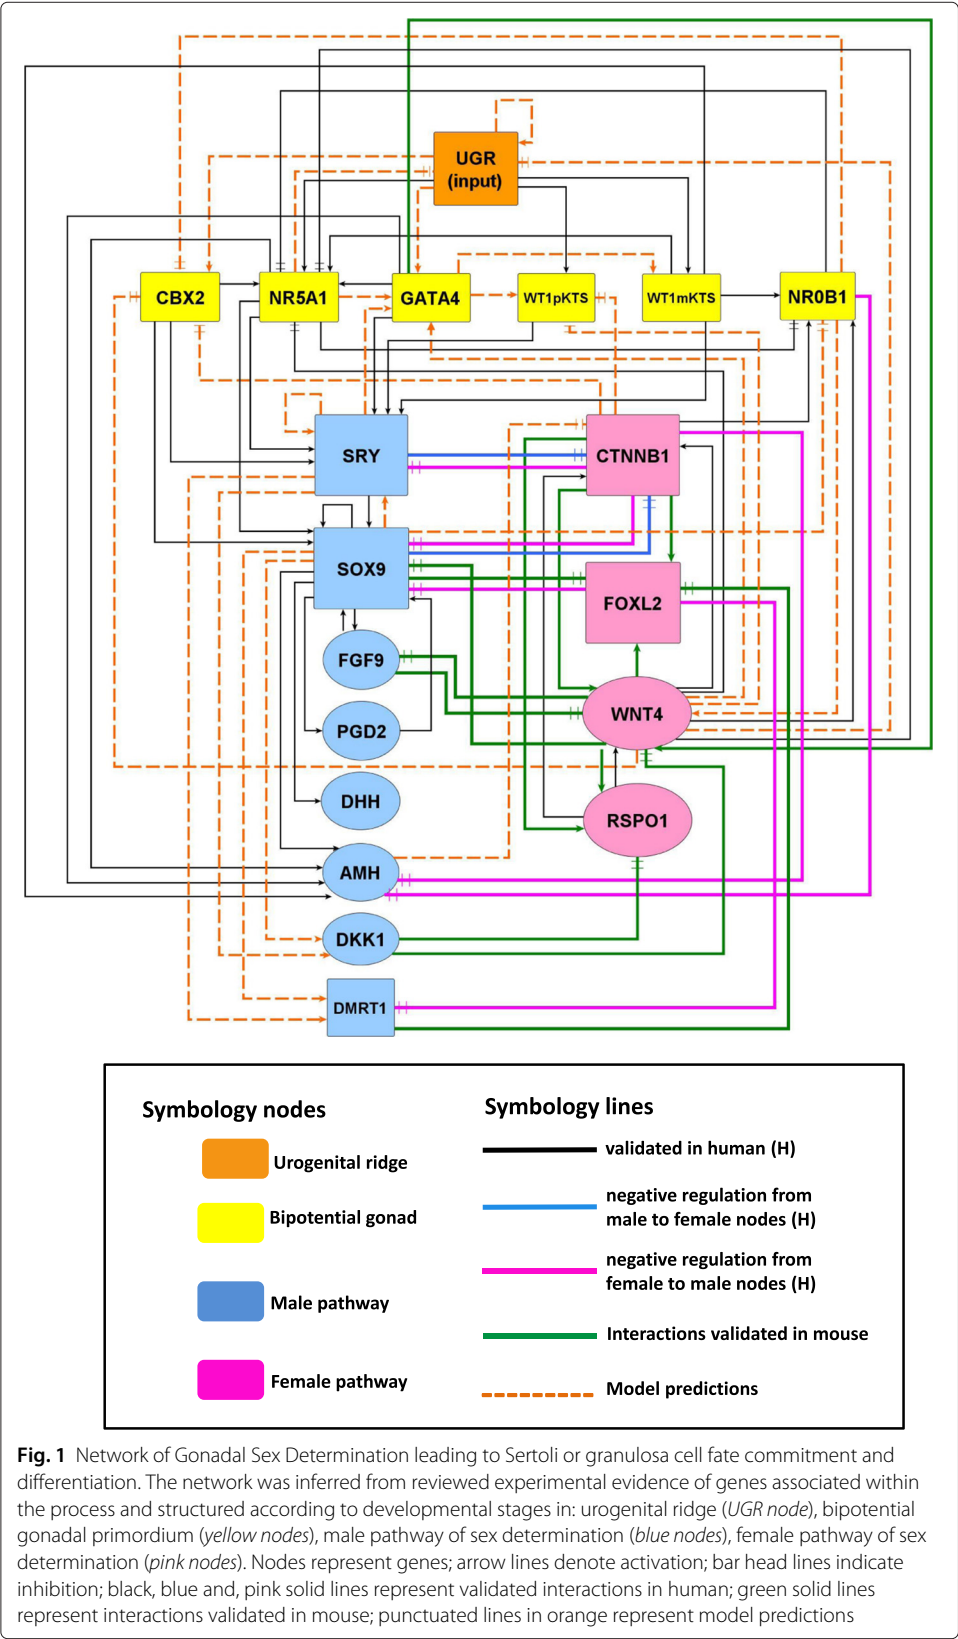 UGR
(input)
CBX2
NR5A1
GATA4
WT1pKTS
WT1mKTS
NR0B1
SRY
CTNNB1
SOX9
FOXL2
FGF9
WNT4
PGD2
DHH
RSPO1
AMH
DKK1
DMRT1
Symbology nodes
Urogenital ridge
Bipotential gonad
Male pathway
Female pathway
Symbology lines
validated in human (H)
negative regulation from
male to female nodes (H)
negative regulation from
female to male nodes (H)
Interactions validated in mouse
Model predictions
Fig. 1 Network of Gonadal Sex Determination leading to Sertoli or granulosa cell fate commitment and
differentiation. The network was inferred from reviewed experimental evidence of genes associated within
the process and structured according to developmental stages in: urogenital ridge (UGR node), bipotential
gonadal primordium (yellow nodes), male pathway of sex determination (blue nodes), female pathway of sex
determination (pink nodes). Nodes represent genes; arrow lines denote activation; bar head lines indicate
inhibition; black, blue and, pink solid lines represent validated interactions in human; green solid lines
represent interactions validated in mouse; punctuated lines in orange represent model predictions